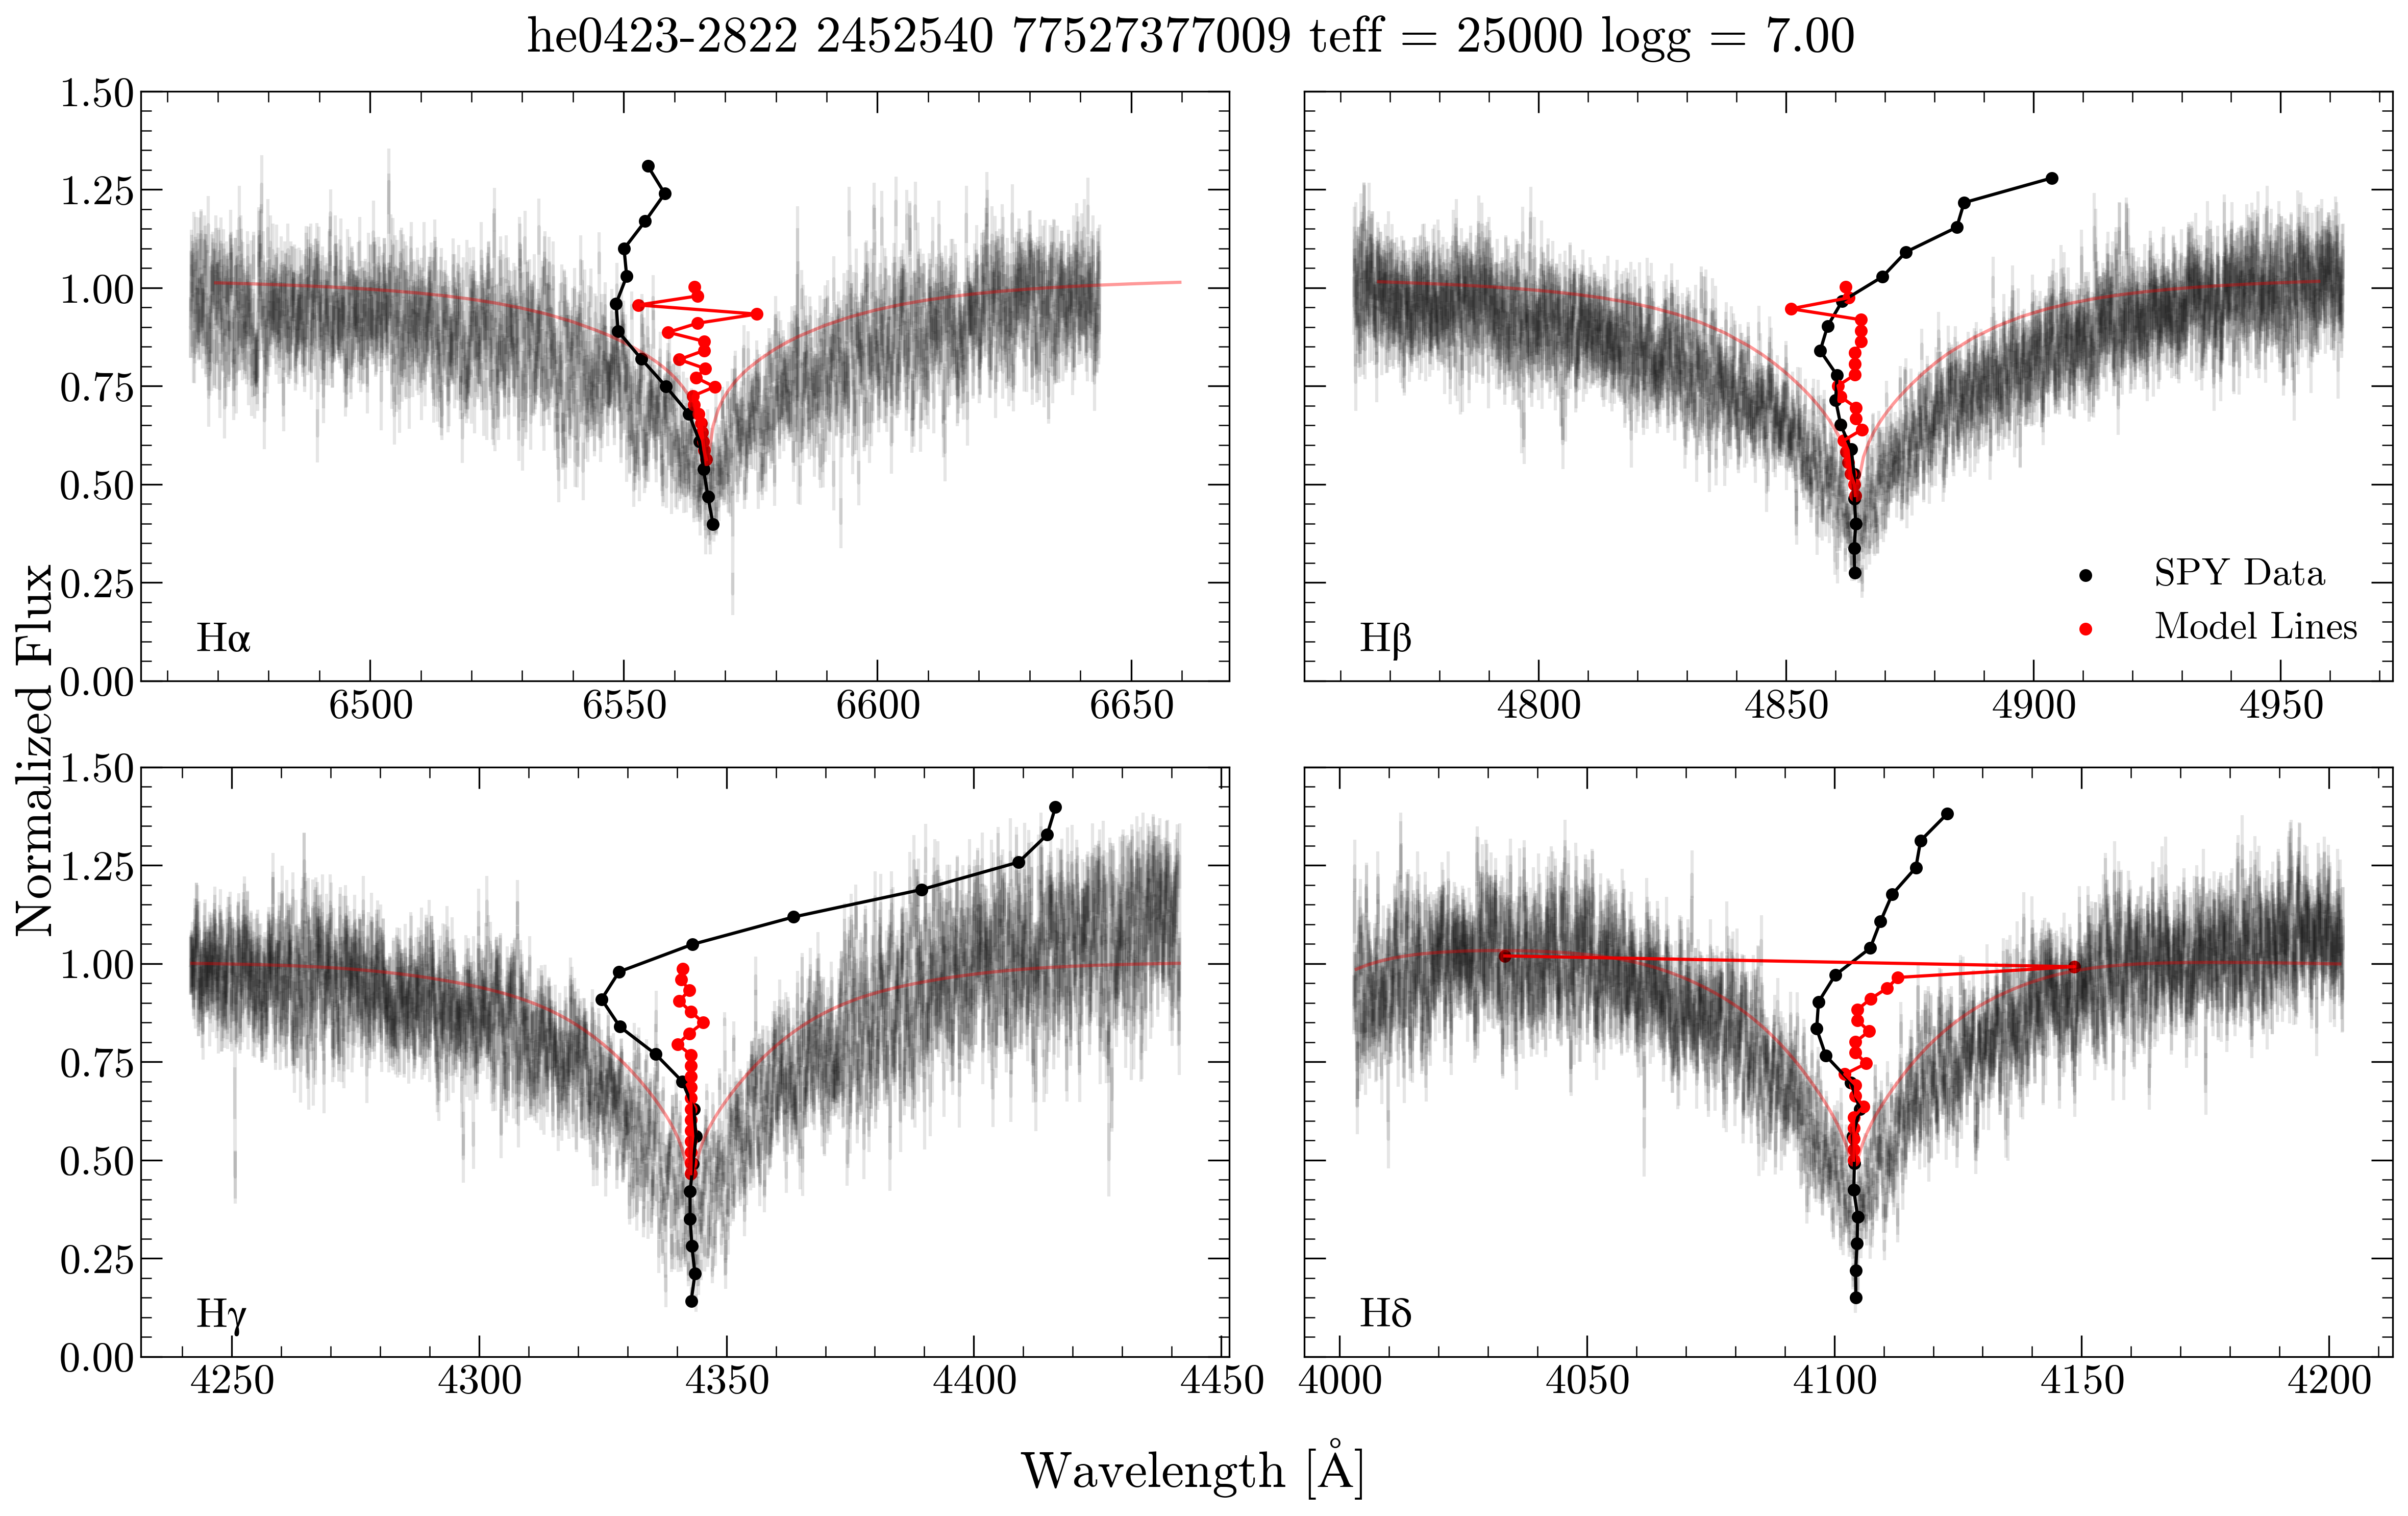 he0423-2822 2452540 77527377009 teff = 25000 logg = 7.00
Normalized Flux
1.50
1.25
1.00
0.75
0.50
0.25
0.00
Hα
6500 6550 6600 6650
SPY Data
Model Lines
Hβ
4800 4850 4900 4950
1.50
1.25
1.00
0.75
0.50
0.25
0.00
Hγ
4250 4300 4350 4400 4450
Hδ
4000 4050 4100 4150 4200
Wavelength [Å]